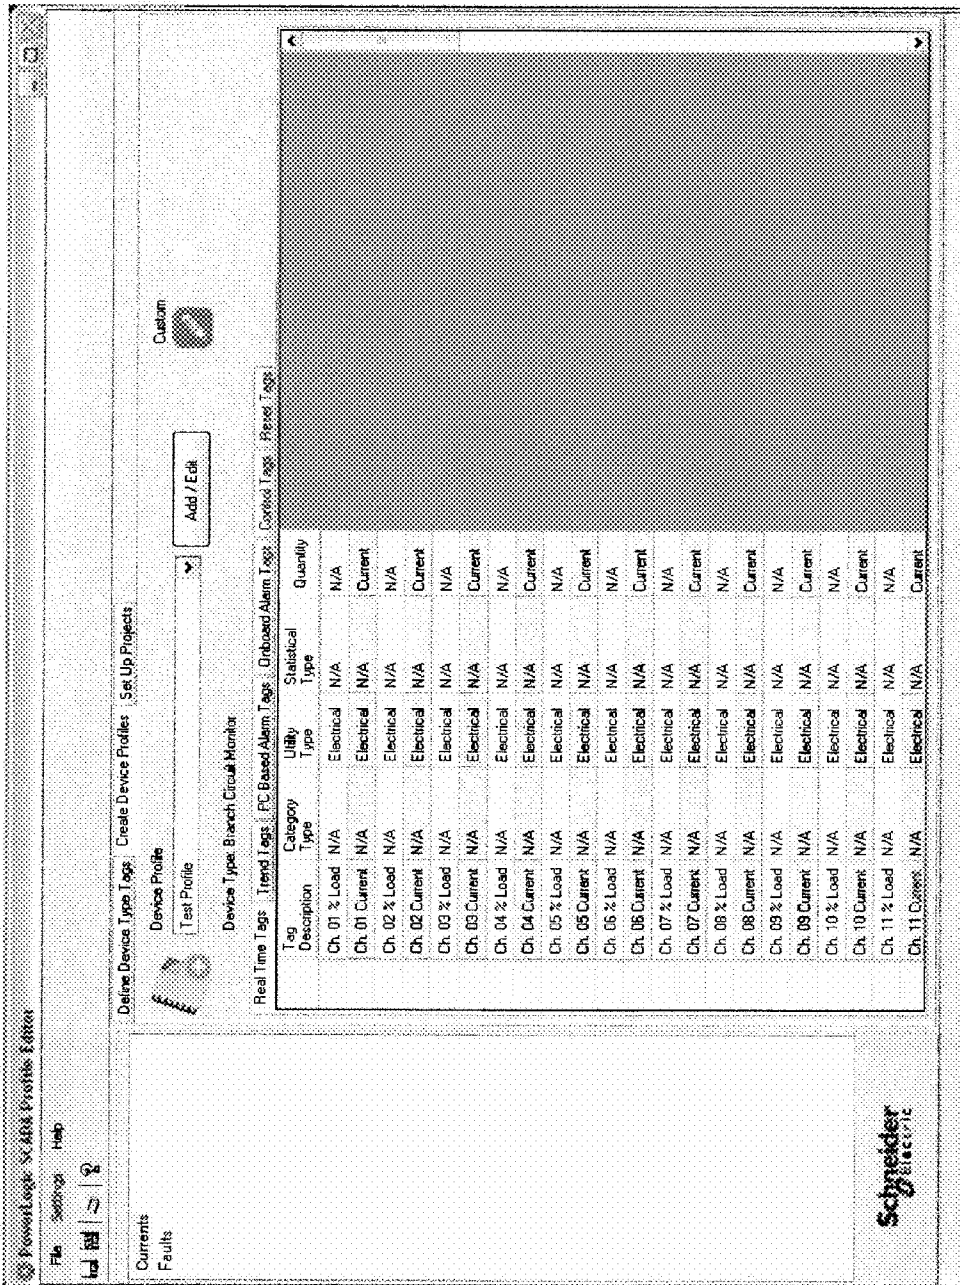 PowerLogic SCADA Profile Editor
File Settings Help
Define Device Type Tags Create Device Profiles Set Up Projects
Currents
Faults
Device Profile
Custom
Test Profile
Add / Edit
Device Type: Branch Circuit Monitor
Real Time Tags Trend Tags PC Based Alarm Tags Onboard Alarm Tags Control Tags Reset Tags
Tag Description Category Type Utility Type Statistical Type Quantity
Ch. 01 % Load N/A Electrical N/A N/A
Ch. 01 Current N/A Electrical N/A Current
Ch. 02 % Load N/A Electrical N/A N/A
Ch. 02 Current N/A Electrical N/A Current
Ch. 03 % Load N/A Electrical N/A N/A
Ch. 03 Current N/A Electrical N/A Current
Ch. 04 % Load N/A Electrical N/A N/A
Ch. 04 Current N/A Electrical N/A Current
Ch. 05 % Load N/A Electrical N/A N/A
Ch. 05 Current N/A Electrical N/A Current
Ch. 06 % Load N/A Electrical N/A N/A
Ch. 06 Current N/A Electrical N/A Current
Ch. 07 % Load N/A Electrical N/A N/A
Ch. 07 Current N/A Electrical N/A Current
Ch. 08 % Load N/A Electrical N/A N/A
Ch. 08 Current N/A Electrical N/A Current
Ch. 09 % Load N/A Electrical N/A N/A
Ch. 09 Current N/A Electrical N/A Current
Ch. 10 % Load N/A Electrical N/A N/A
Ch. 10 Current N/A Electrical N/A Current
Ch. 11 % Load N/A Electrical N/A N/A
Ch. 11 Current N/A Electrical N/A Current
Schneider
Electric